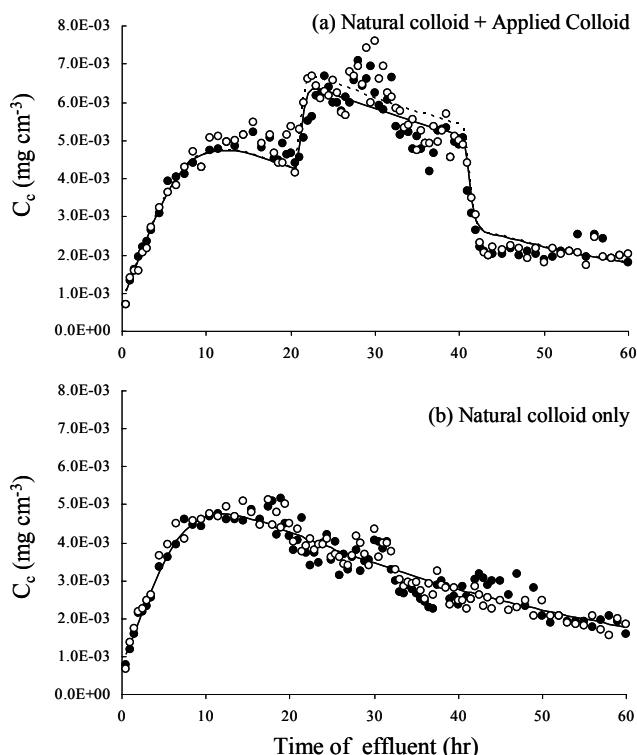 (a) Natural colloid + Applied Colloid
8.0E-03
7.0E-03
6.0E-03
5.0E-03
4.0E-03
3.0E-03
2.0E-03
1.0E-03
0.0E+00
Cc (mg cm-3)
0 10 20 30 40 50 60
(b) Natural colloid only
8.0E-03
7.0E-03
6.0E-03
5.0E-03
4.0E-03
3.0E-03
2.0E-03
1.0E-03
0.0E-03
Cc (mg cm-3)
0 10 20 30 40 50 60
Time of effluent (hr)